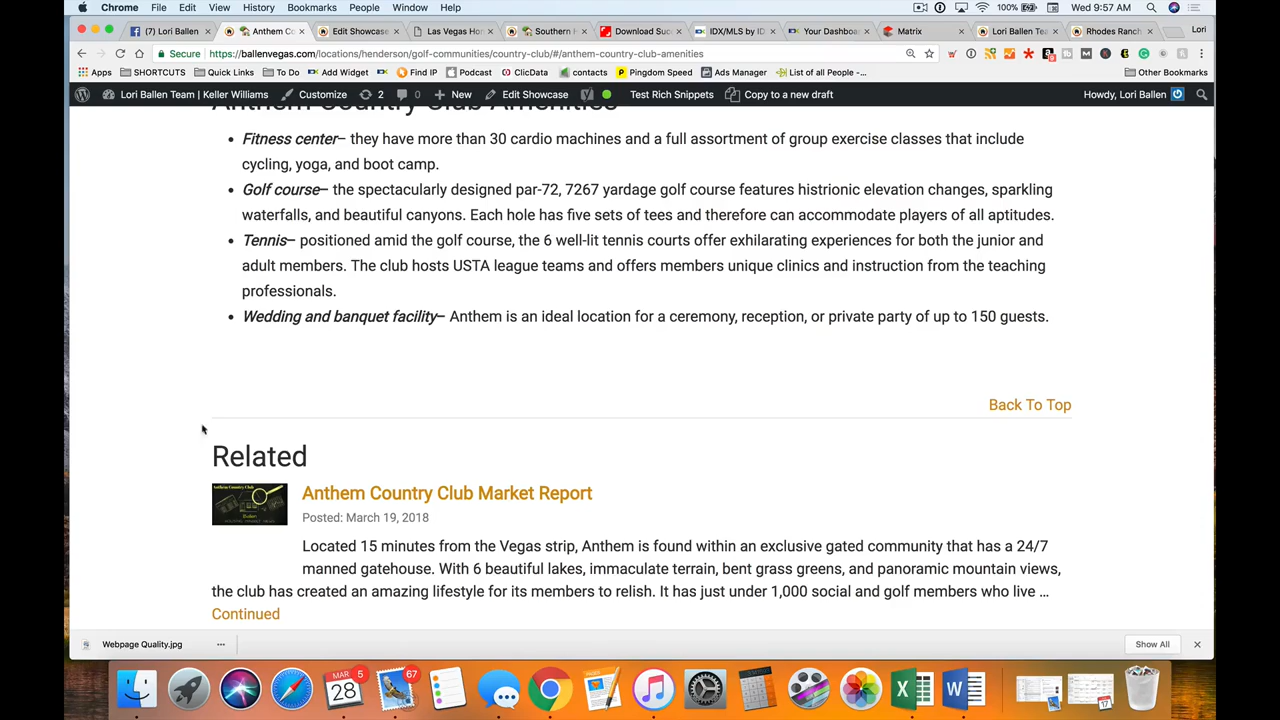 Chrome File Edit View History Bookmarks People Window Help 100% Wed 9:57 AM
(7) Lori Ballen Anthem Co Edit Showcase Las Vegas Hor Southern H Download Succ IDX/MLS by ID Your Dashboa Matrix Lori Ballen Tea Rhodes Ranch Lori
Secure https://ballenvegas.com/locations/henderson/golf-communities/country-club/#/anthem-country-club-amenities
Apps SHORTCUTS Quick Links To Do Add Widget Find IP Podcast ClicData contacts Pingdom Speed Ads Manager List of all People -... Other Bookmarks
Lori Ballen Team | Keller Williams Customize 2 0 New Edit Showcase Test Rich Snippets Copy to a new draft Howdy, Lori Ballen
Anthem Country Club Amenities
• Fitness center– they have more than 30 cardio machines and a full assortment of group exercise classes that include
cycling, yoga, and boot camp.
• Golf course– the spectacularly designed par-72, 7267 yardage golf course features histrionic elevation changes, sparkling
waterfalls, and beautiful canyons. Each hole has five sets of tees and therefore can accommodate players of all aptitudes.
• Tennis– positioned amid the golf course, the 6 well-lit tennis courts offer exhilarating experiences for both the junior and
adult members. The club hosts USTA league teams and offers members unique clinics and instruction from the teaching
professionals.
• Wedding and banquet facility– Anthem is an ideal location for a ceremony, reception, or private party of up to 150 guests.
Back To Top
Related
Anthem Country Club Market Report
Posted: March 19, 2018
Located 15 minutes from the Vegas strip, Anthem is found within an exclusive gated community that has a 24/7
manned gatehouse. With 6 beautiful lakes, immaculate terrain, bent grass greens, and panoramic mountain views,
the club has created an amazing lifestyle for its members to relish. It has just under 1,000 social and golf members who live ...
Continued
Webpage Quality.jpg ... Show All
MAR 5 67
28 17